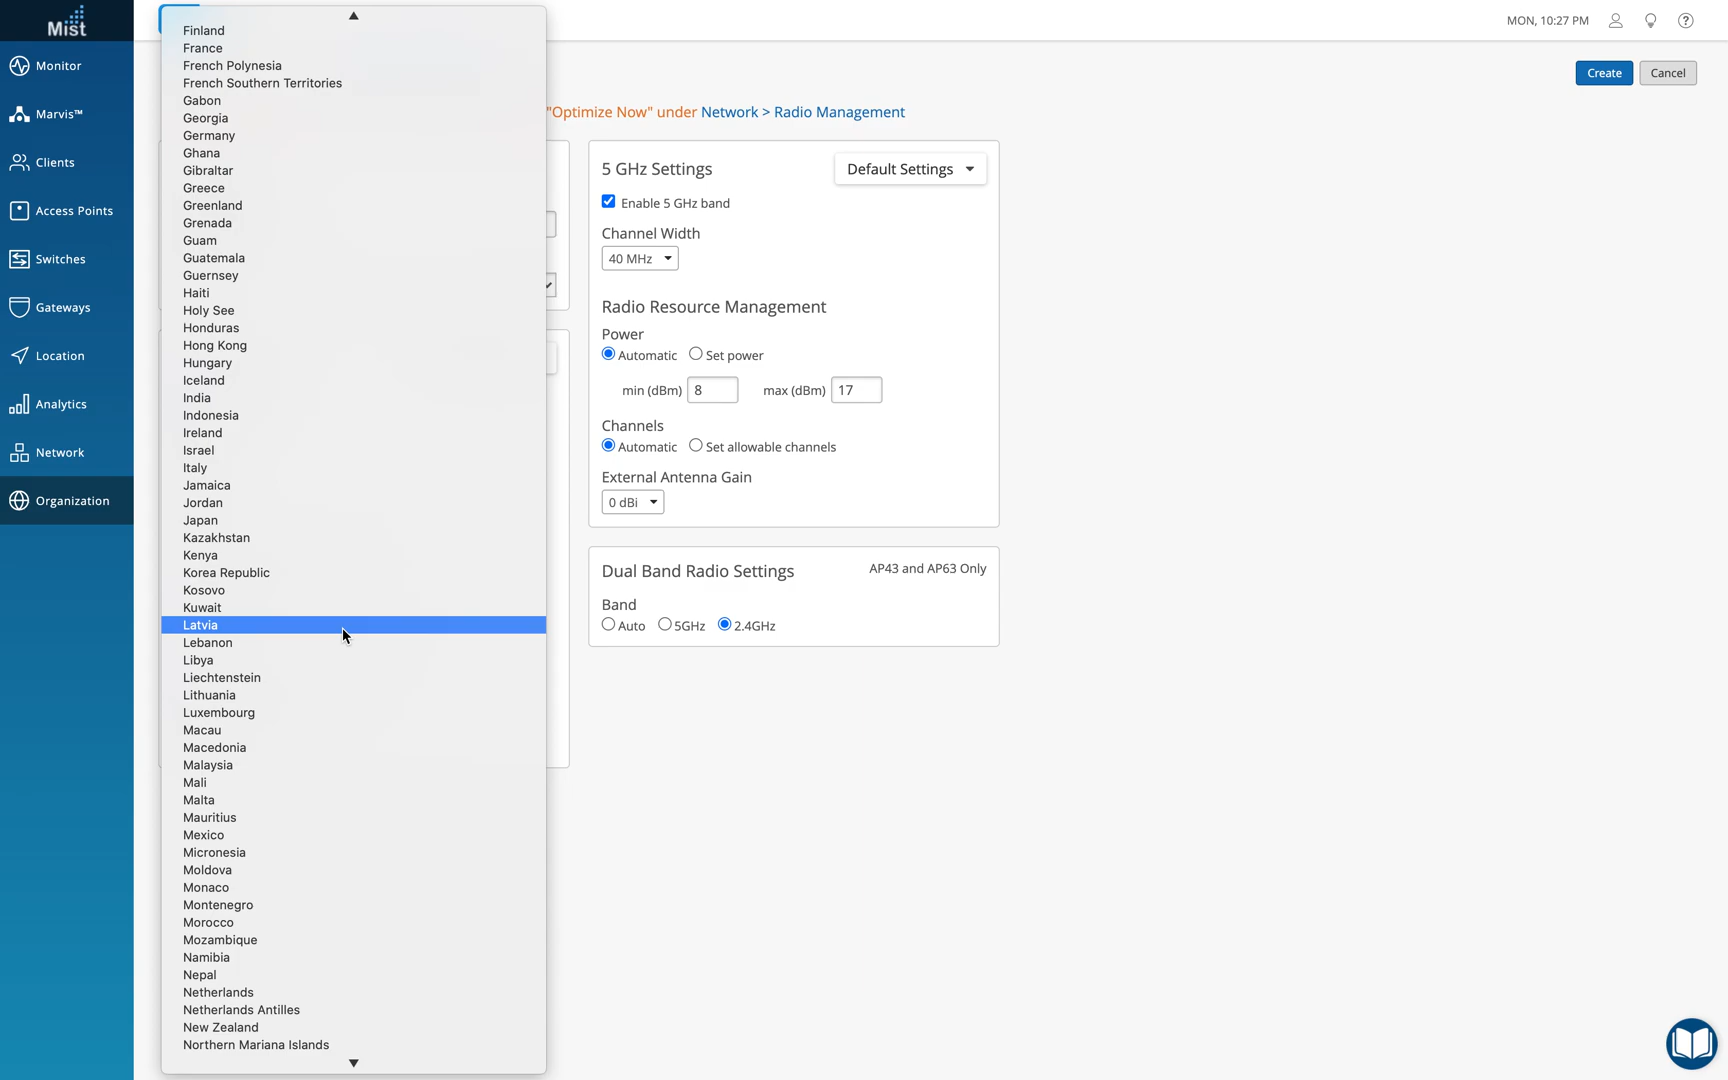 Mist
MON, 10:27 PM
Monitor
Marvis™
Clients
Access Points
Switches
Gateways
Location
Analytics
Network
Organization
Finland
France
French Polynesia
French Southern Territories
Gabon
Georgia
Germany
Ghana
Gibraltar
Greece
Greenland
Grenada
Guam
Guatemala
Guernsey
Haiti
Holy See
Honduras
Hong Kong
Hungary
Iceland
India
Indonesia
Ireland
Israel
Italy
Jamaica
Jordan
Japan
Kazakhstan
Kenya
Korea Republic
Kosovo
Kuwait
Latvia
Lebanon
Libya
Liechtenstein
Lithuania
Luxembourg
Macau
Macedonia
Malaysia
Mali
Malta
Mauritius
Mexico
Micronesia
Moldova
Monaco
Montenegro
Morocco
Mozambique
Namibia
Nepal
Netherlands
Netherlands Antilles
New Zealand
Northern Mariana Islands
Create Cancel
"Optimize Now" under Network > Radio Management
5 GHz Settings Default Settings
Enable 5 GHz band
Channel Width
40 MHz
Radio Resource Management
Power
Automatic Set power
min (dBm) 8 max (dBm) 17
Channels
Automatic Set allowable channels
External Antenna Gain
0 dBi
Dual Band Radio Settings AP43 and AP63 Only
Band
Auto 5GHz 2.4GHz